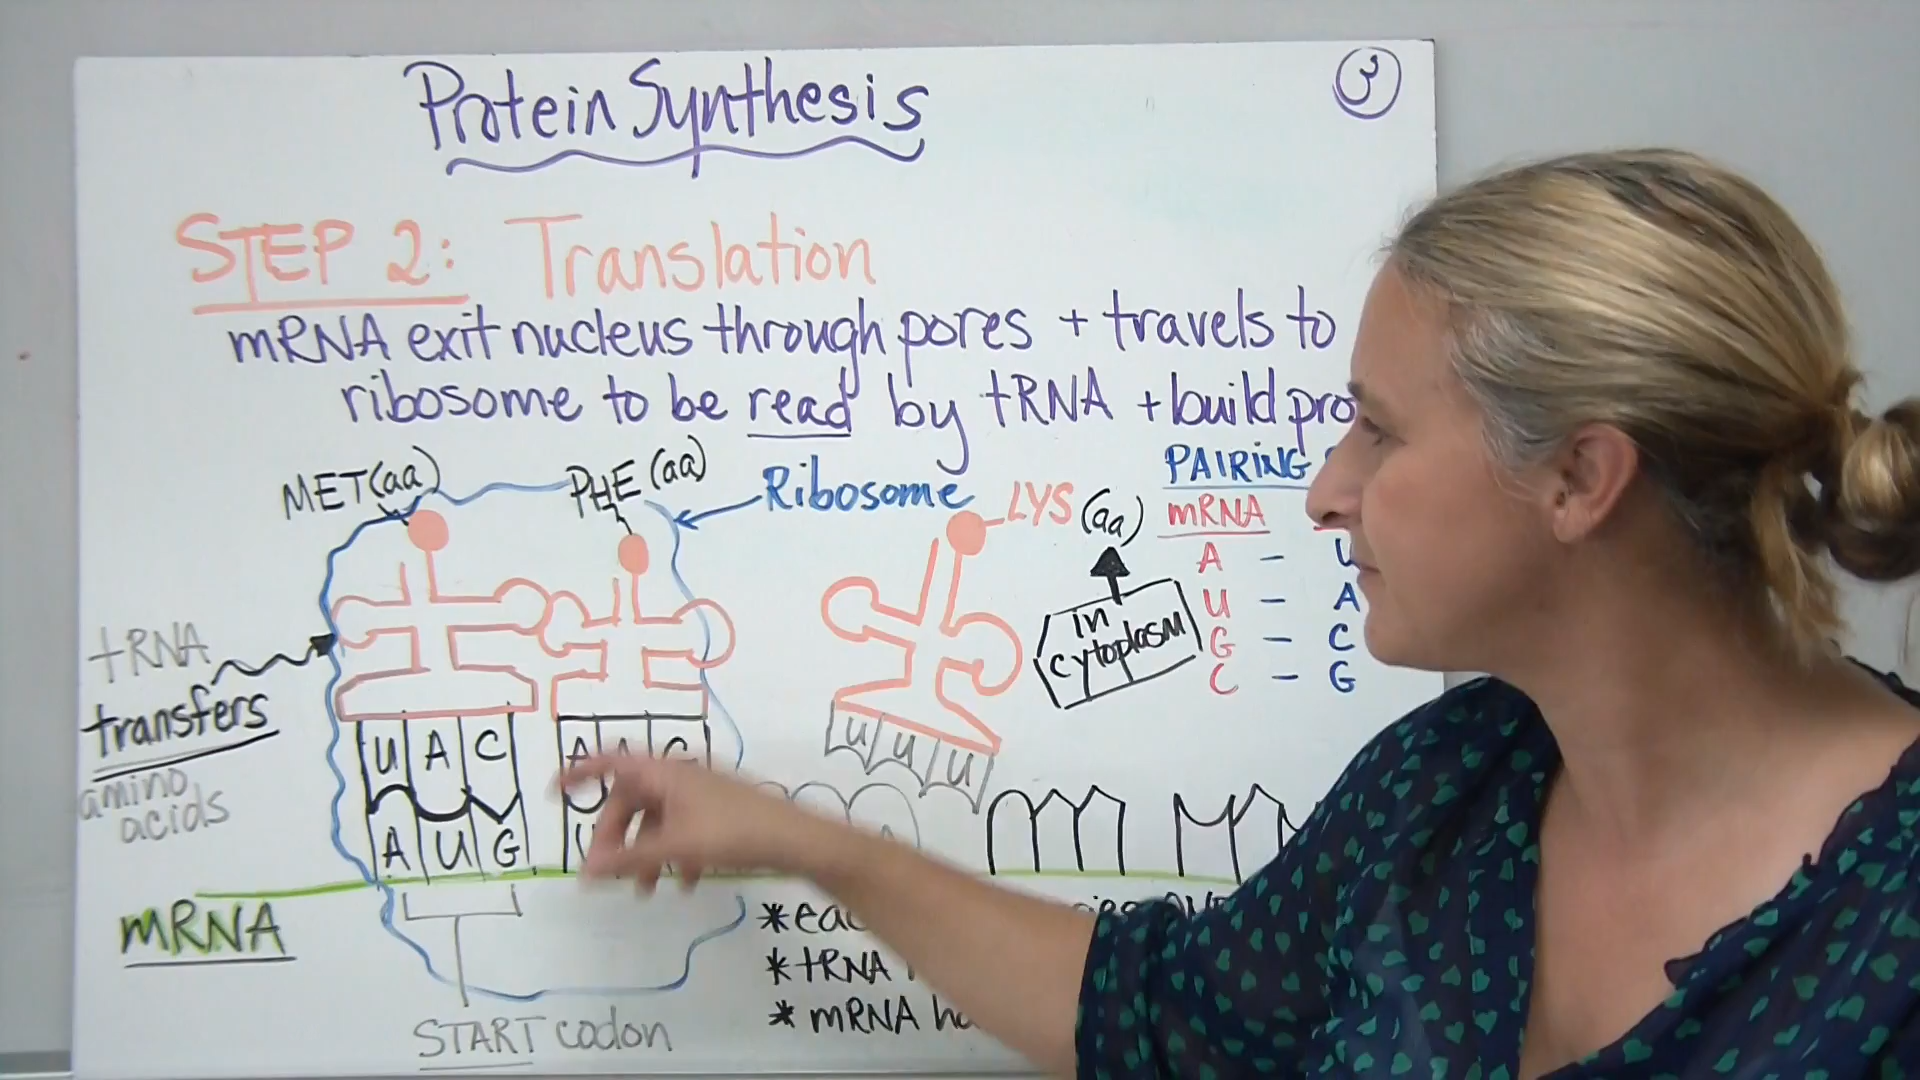 Protein Synthesis
3
STEP 2: Translation
mRNA exit nucleus through pores + travels to
ribosome to be read by tRNA + build
MET(aa)
PHE (aa)
Ribosome
LYS (aa)
PAIRING
mRNA
A - U
U - A
G - C
C - G
in
cytoplasm
tRNA
transfers
amino
acids
U A C
A A G
U U U
A U G
U
mRNA
*
* tRNA
* mRNA
START codon